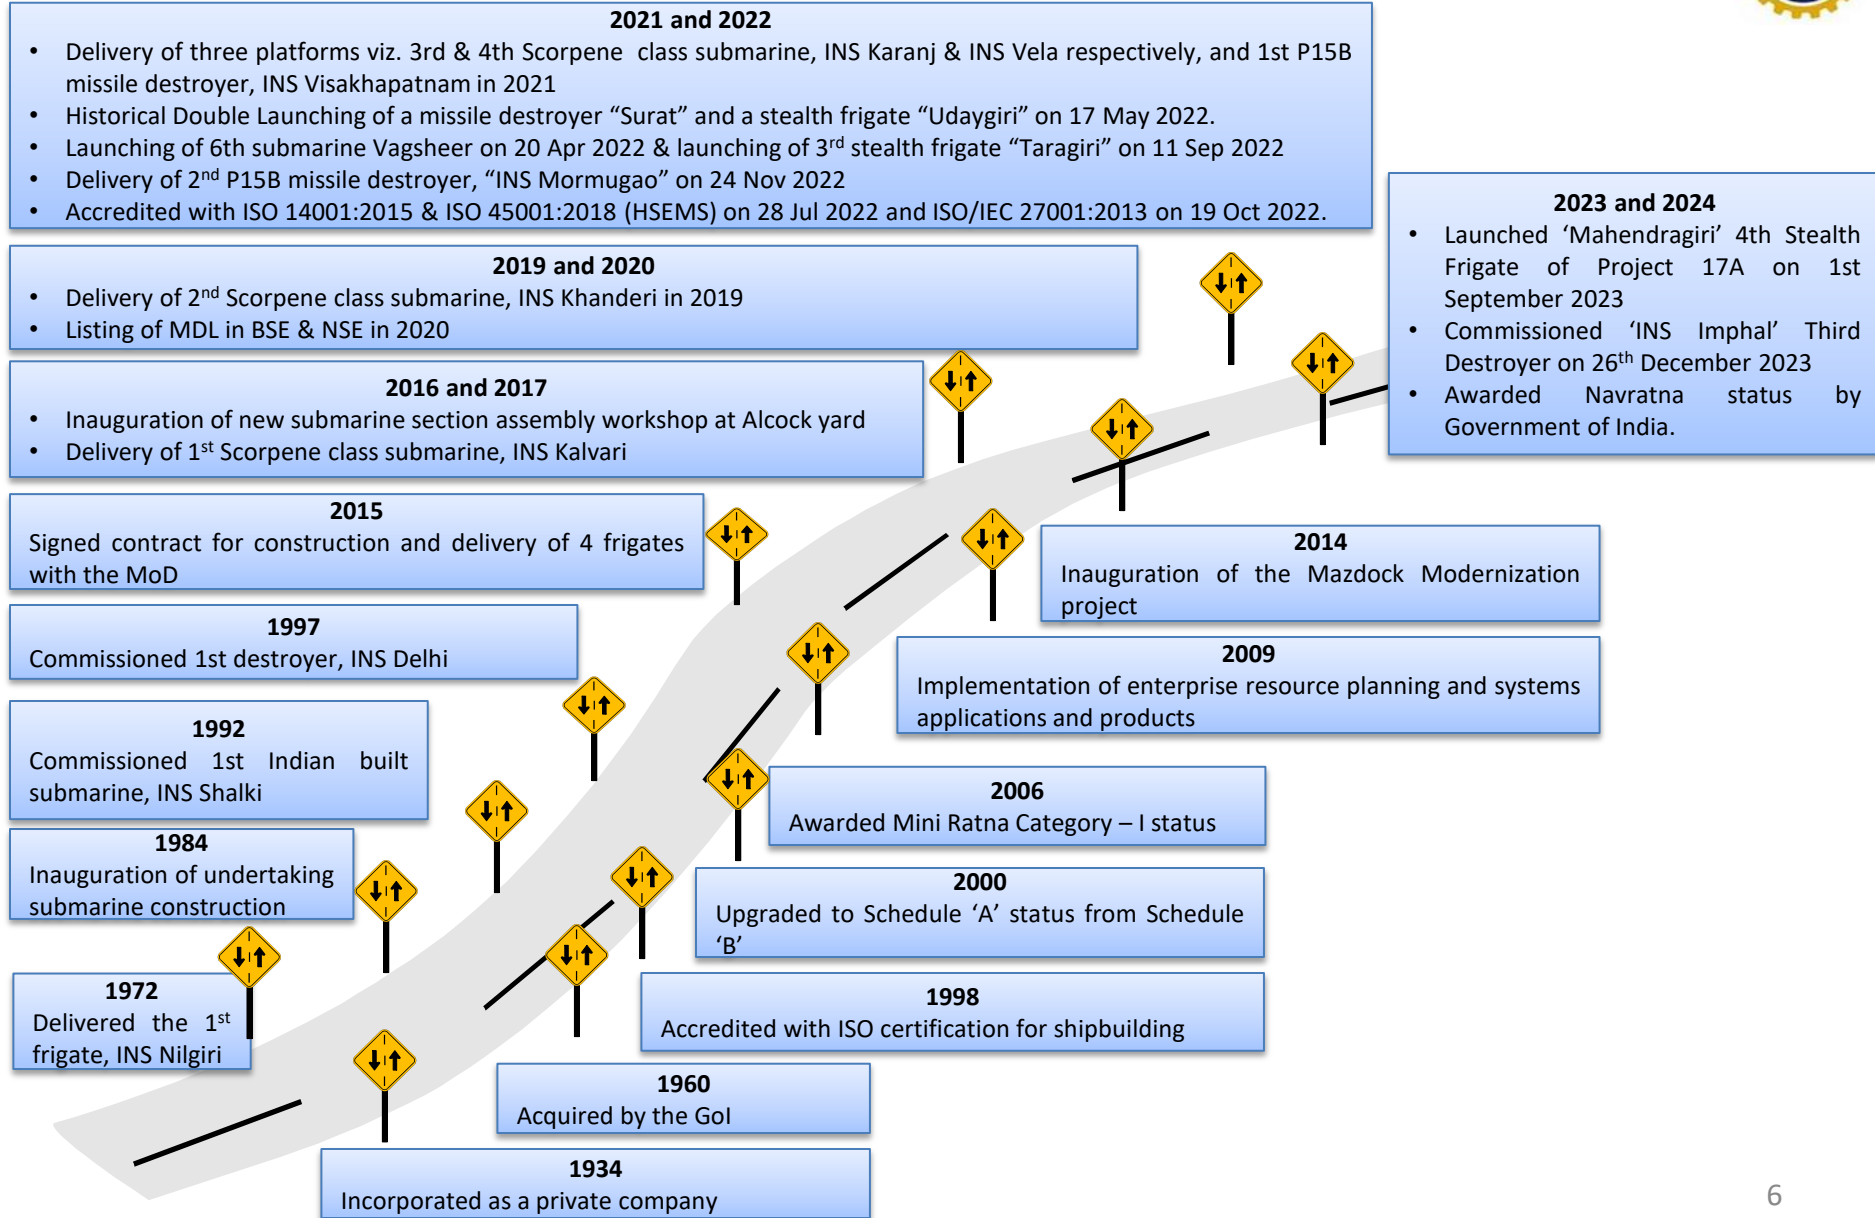 2021 and 2022
• Delivery of three platforms viz. 3rd & 4th Scorpene class submarine, INS Karanj & INS Vela respectively, and 1st P15B
missile destroyer, INS Visakhapatnam in 2021
• Historical Double Launching of a missile destroyer “Surat” and a stealth frigate “Udaygiri” on 17 May 2022.
• Launching of 6th submarine Vagsheer on 20 Apr 2022 & launching of 3rd stealth frigate “Taragiri” on 11 Sep 2022
• Delivery of 2nd P15B missile destroyer, “INS Mormugao” on 24 Nov 2022
• Accredited with ISO 14001:2015 & ISO 45001:2018 (HSEMS) on 28 Jul 2022 and ISO/IEC 27001:2013 on 19 Oct 2022.
2023 and 2024
• Launched ‘Mahendragiri’ 4th Stealth
Frigate of Project 17A on 1st
September 2023
• Commissioned ‘INS Imphal’ Third
Destroyer on 26th December 2023
• Awarded Navratna status by
Government of India.
2019 and 2020
• Delivery of 2nd Scorpene class submarine, INS Khanderi in 2019
• Listing of MDL in BSE & NSE in 2020
2016 and 2017
• Inauguration of new submarine section assembly workshop at Alcock yard
• Delivery of 1st Scorpene class submarine, INS Kalvari
2015
Signed contract for construction and delivery of 4 frigates
with the MoD
2014
Inauguration of the Mazdock Modernization
project
1997
Commissioned 1st destroyer, INS Delhi
2009
Implementation of enterprise resource planning and systems
applications and products
1992
Commissioned 1st Indian built
submarine, INS Shalki
2006
Awarded Mini Ratna Category – I status
1984
Inauguration of undertaking
submarine construction
2000
Upgraded to Schedule ‘A’ status from Schedule
‘B’
1972
Delivered the 1st
frigate, INS Nilgiri
1998
Accredited with ISO certification for shipbuilding
1960
Acquired by the GoI
1934
Incorporated as a private company
6